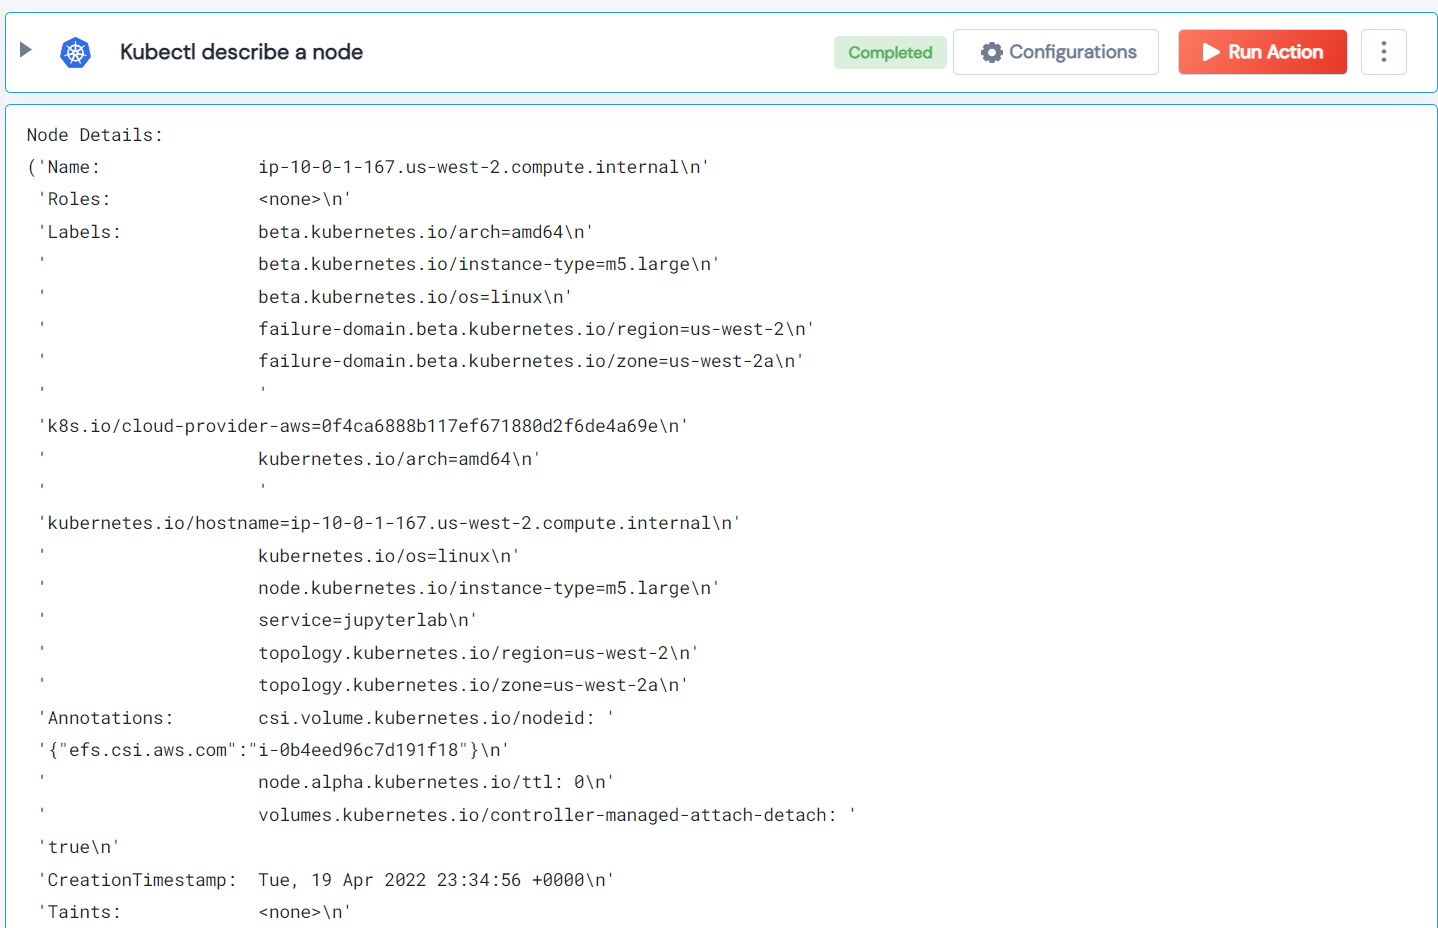 Kubectl describe a node
Completed
Configurations
Run Action
Node Details:
('Name:               ip-10-0-1-167.us-west-2.compute.internal\n'
 'Roles:              <none>\n'
 'Labels:             beta.kubernetes.io/arch=amd64\n'
 '                    beta.kubernetes.io/instance-type=m5.large\n'
 '                    beta.kubernetes.io/os=linux\n'
 '                    failure-domain.beta.kubernetes.io/region=us-west-2\n'
 '                    failure-domain.beta.kubernetes.io/zone=us-west-2a\n'
 '                    '
 'k8s.io/cloud-provider-aws=0f4ca6888b117ef671880d2f6de4a69e\n'
 '                    kubernetes.io/arch=amd64\n'
 '                    '
 'kubernetes.io/hostname=ip-10-0-1-167.us-west-2.compute.internal\n'
 '                    kubernetes.io/os=linux\n'
 '                    node.kubernetes.io/instance-type=m5.large\n'
 '                    service=jupyterlab\n'
 '                    topology.kubernetes.io/region=us-west-2\n'
 '                    topology.kubernetes.io/zone=us-west-2a\n'
 'Annotations:        csi.volume.kubernetes.io/nodeid: '
 '{"efs.csi.aws.com":"i-0b4eed96c7d191f18"}\n'
 '                    node.alpha.kubernetes.io/ttl: 0\n'
 '                    volumes.kubernetes.io/controller-managed-attach-detach: '
 'true\n'
 'CreationTimestamp:  Tue, 19 Apr 2022 23:34:56 +0000\n'
 'Taints:             <none>\n'